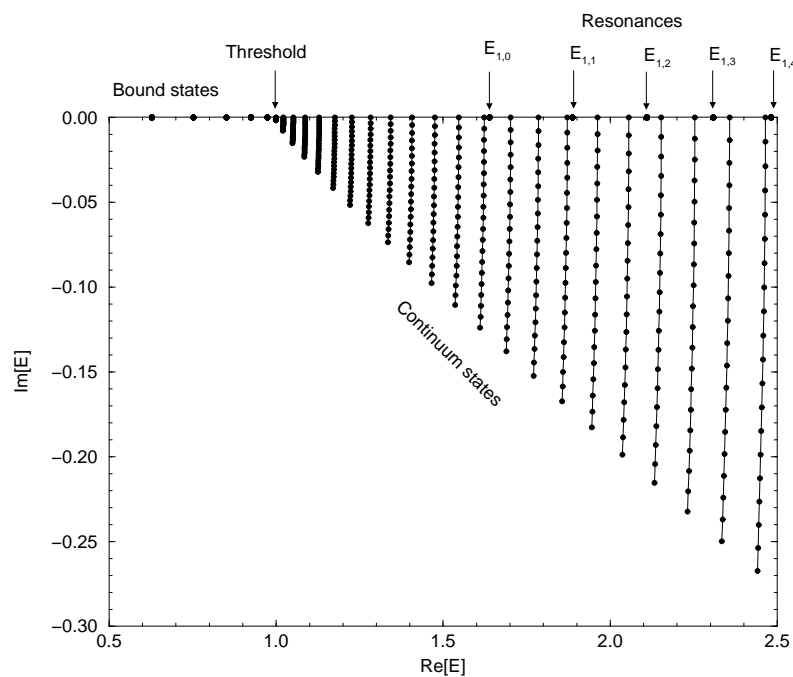 Resonances
Threshold
E1,0
E1,1
E1,2
E1,3
E1,4
Bound states
0.00
−0.05
−0.10
−0.15
−0.20
−0.25
−0.30
Im[E]
Continuum states
0.5
1.0
1.5
2.0
2.5
Re[E]